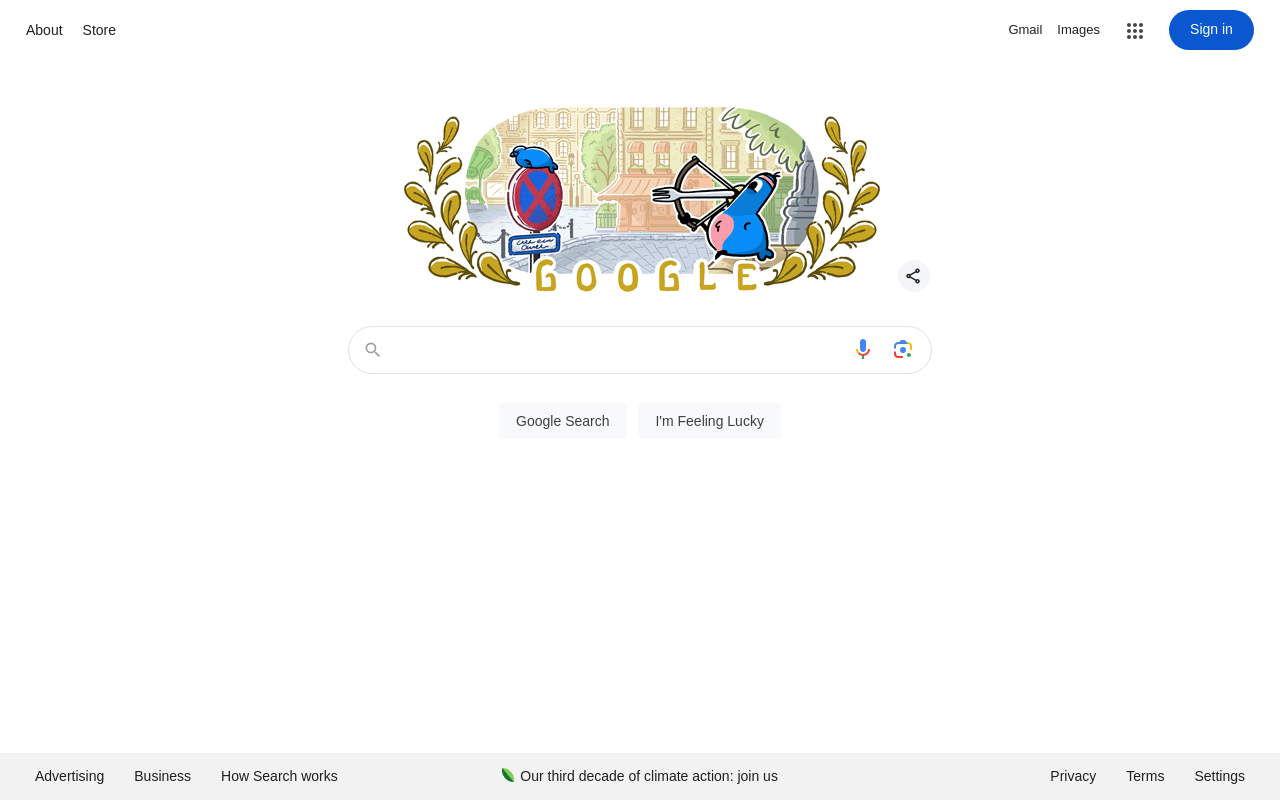 About Store Gmail Images Sign in
GOOGLE
Google Search I'm Feeling Lucky
Advertising Business How Search works Our third decade of climate action: join us Privacy Terms Settings